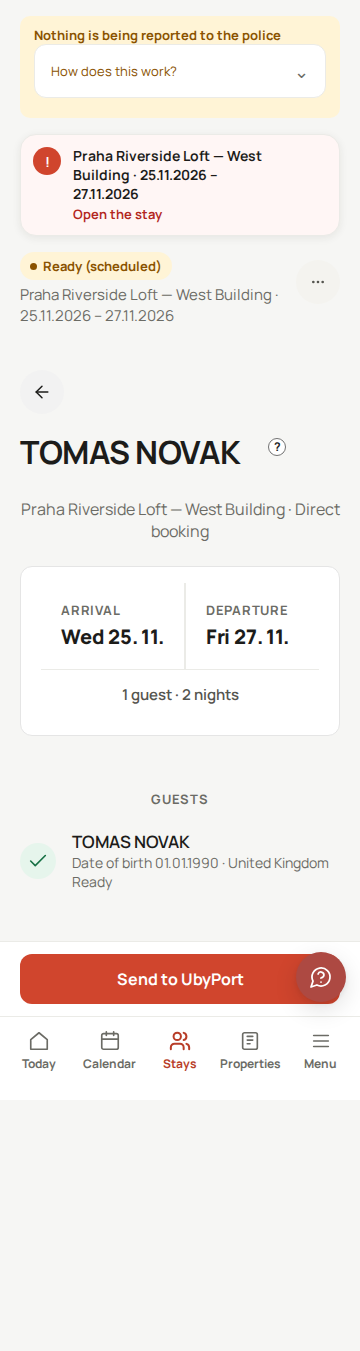 Nothing is being reported to the police
How does this work?
!
Praha Riverside Loft — West
Building · 25.11.2026 –
27.11.2026
Open the stay
Ready (scheduled)
Praha Riverside Loft — West Building ·
25.11.2026 – 27.11.2026
TOMAS NOVAK
?
Praha Riverside Loft — West Building · Direct
booking
ARRIVAL
Wed 25. 11.
DEPARTURE
Fri 27. 11.
1 guest · 2 nights
GUESTS
TOMAS NOVAK
Date of birth 01.01.1990 · United Kingdom
Ready
Send to UbyPort
Today
Calendar
Stays
Properties
Menu